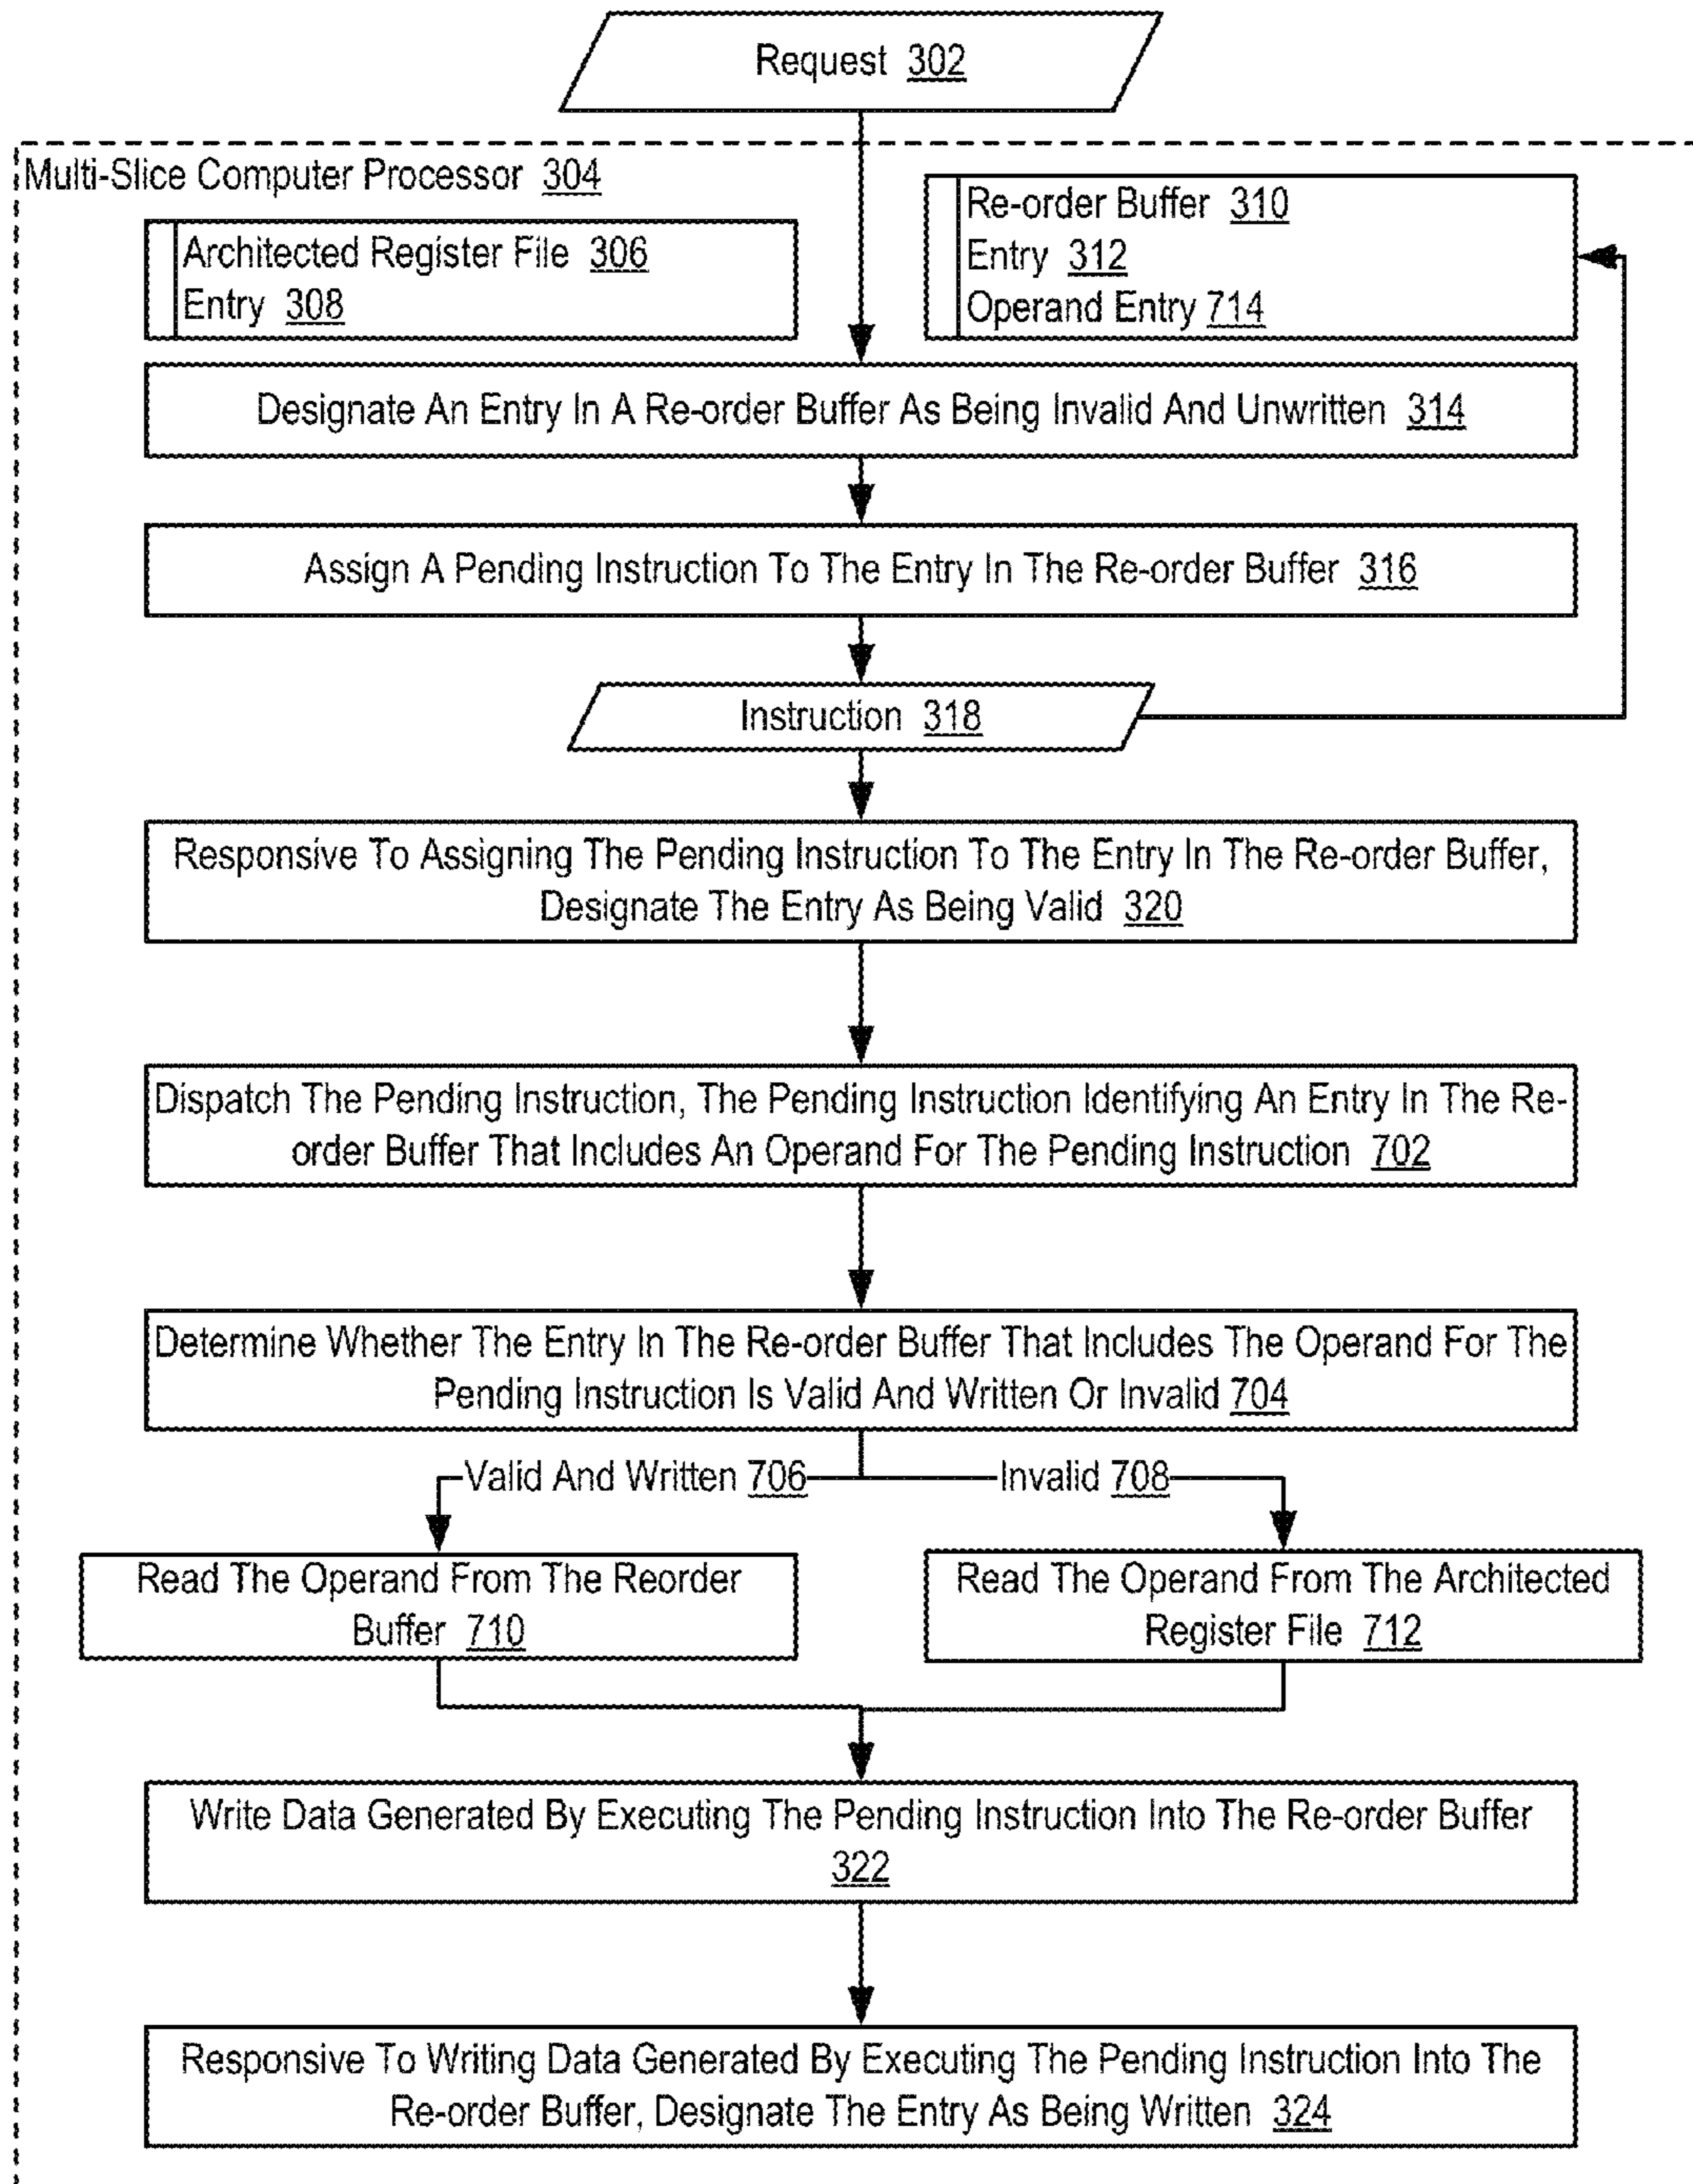 Request 302
Multi-Slice Computer Processor 304
Architected Register File 306
Entry 308
Re-order Buffer 310
Entry 312
Operand Entry 714
Designate An Entry In A Re-order Buffer As Being Invalid And Unwritten 314
Assign A Pending Instruction To The Entry In The Re-order Buffer 316
Instruction 318
Responsive To Assigning The Pending Instruction To The Entry In The Re-order Buffer,
Designate The Entry As Being Valid 320
Dispatch The Pending Instruction, The Pending Instruction Identifying An Entry In The Re-
order Buffer That Includes An Operand For The Pending Instruction 702
Determine Whether The Entry In The Re-order Buffer That Includes The Operand For The
Pending Instruction Is Valid And Written Or Invalid 704
Valid And Written 706
Invalid 708
Read The Operand From The Reorder
Buffer 710
Read The Operand From The Architected
Register File 712
Write Data Generated By Executing The Pending Instruction Into The Re-order Buffer
322
Responsive To Writing Data Generated By Executing The Pending Instruction Into The
Re-order Buffer, Designate The Entry As Being Written 324